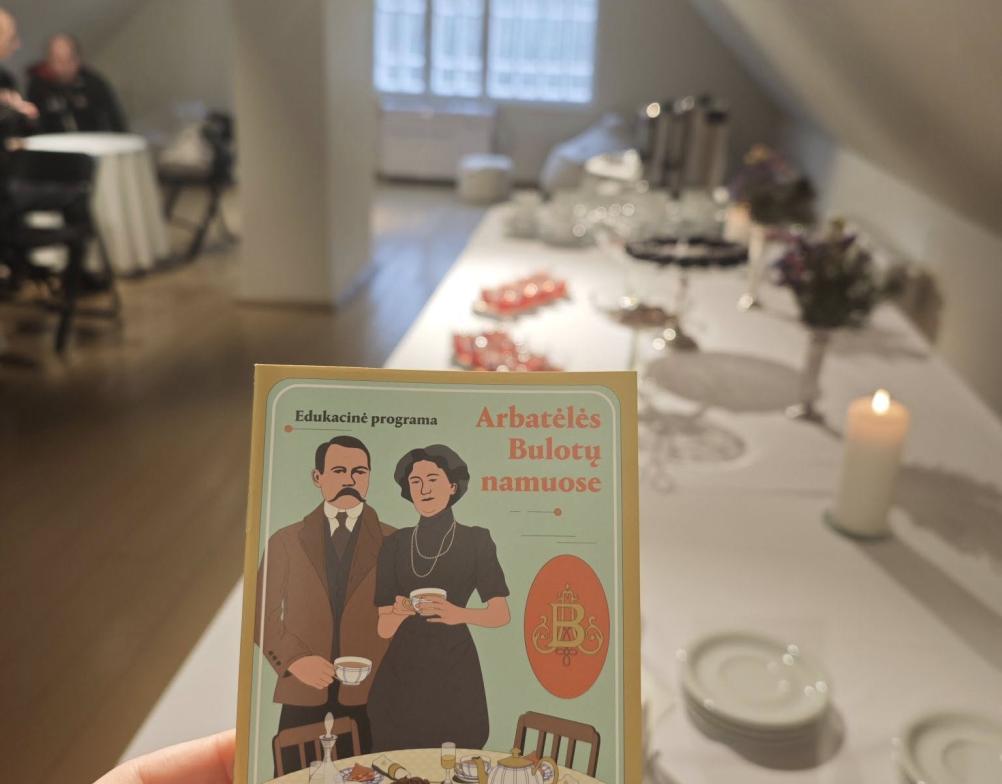 Edukacinė programa
Arbatėlės
Bulotų
namuose
B